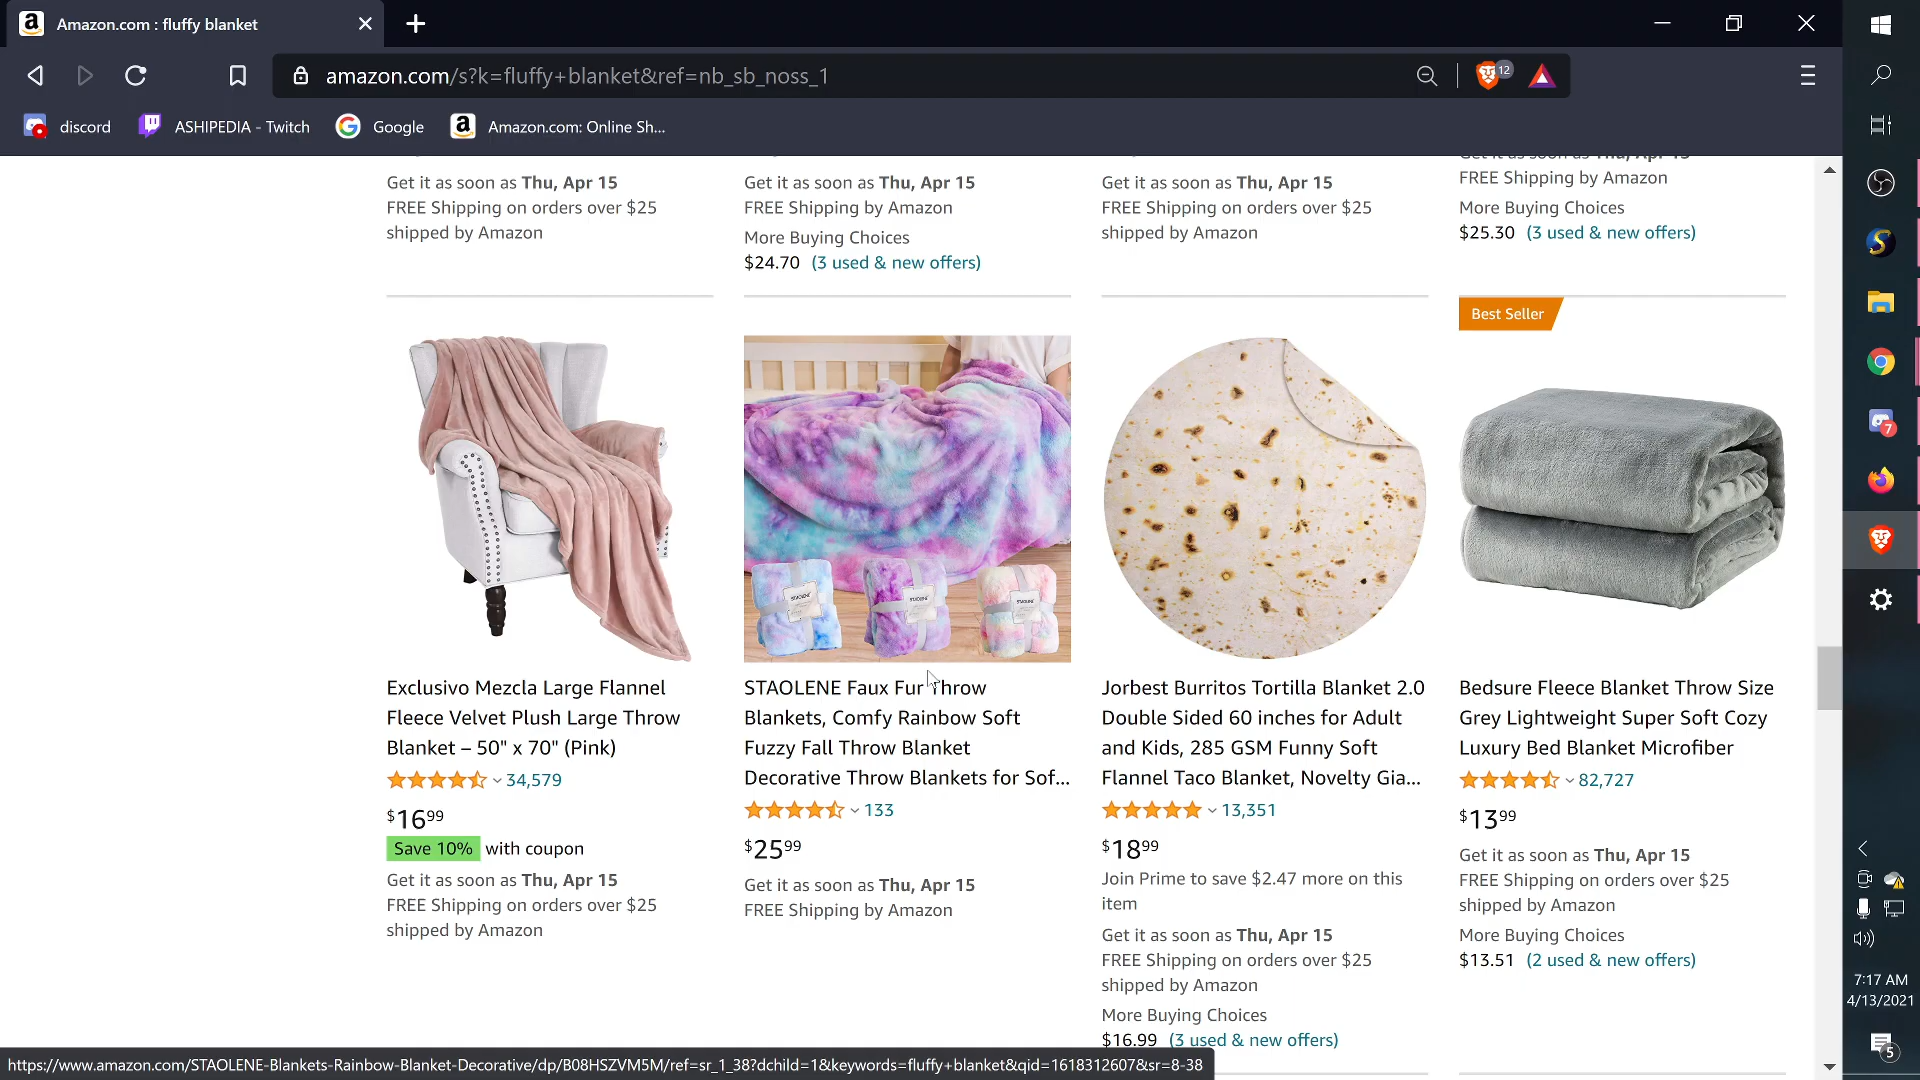 Amazon.com : fluffy blanket
amazon.com/s?k=fluffy+blanket&ref=nb_sb_noss_1
12
discord
ASHIPEDIA - Twitch
Google
Amazon.com: Online Sh...
Get it as soon as Thu, Apr 15
FREE Shipping on orders over $25
shipped by Amazon
Get it as soon as Thu, Apr 15
FREE Shipping by Amazon
More Buying Choices
$24.70 (3 used & new offers)
Get it as soon as Thu, Apr 15
FREE Shipping on orders over $25
shipped by Amazon
Get it as soon as Thu, Apr 15
FREE Shipping by Amazon
More Buying Choices
$25.30 (3 used & new offers)
Exclusivo Mezcla Large Flannel
Fleece Velvet Plush Large Throw
Blanket – 50" x 70" (Pink)
34,579
$16.99
Save 10% with coupon
Get it as soon as Thu, Apr 15
FREE Shipping on orders over $25
shipped by Amazon
STAOLENE
STAOLENE
STAOLENE
STAOLENE Faux Fur Throw
Blankets, Comfy Rainbow Soft
Fuzzy Fall Throw Blanket
Decorative Throw Blankets for Sof...
133
$25.99
Get it as soon as Thu, Apr 15
FREE Shipping by Amazon
Jorbest Burritos Tortilla Blanket 2.0
Double Sided 60 inches for Adult
and Kids, 285 GSM Funny Soft
Flannel Taco Blanket, Novelty Gia...
13,351
$18.99
Join Prime to save $2.47 more on this
item
Get it as soon as Thu, Apr 15
FREE Shipping on orders over $25
shipped by Amazon
More Buying Choices
$16.99 (3 used & new offers)
Best Seller
Bedsure Fleece Blanket Throw Size
Grey Lightweight Super Soft Cozy
Luxury Bed Blanket Microfiber
82,727
$13.99
Get it as soon as Thu, Apr 15
FREE Shipping on orders over $25
shipped by Amazon
More Buying Choices
$13.51 (2 used & new offers)
https://www.amazon.com/STAOLENE-Blankets-Rainbow-Blanket-Decorative/dp/B08HSZVM5M/ref=sr_1_38?dchild=1&keywords=fluffy+blanket&qid=1618312607&sr=8-38
7
7:17 AM
4/13/2021
5